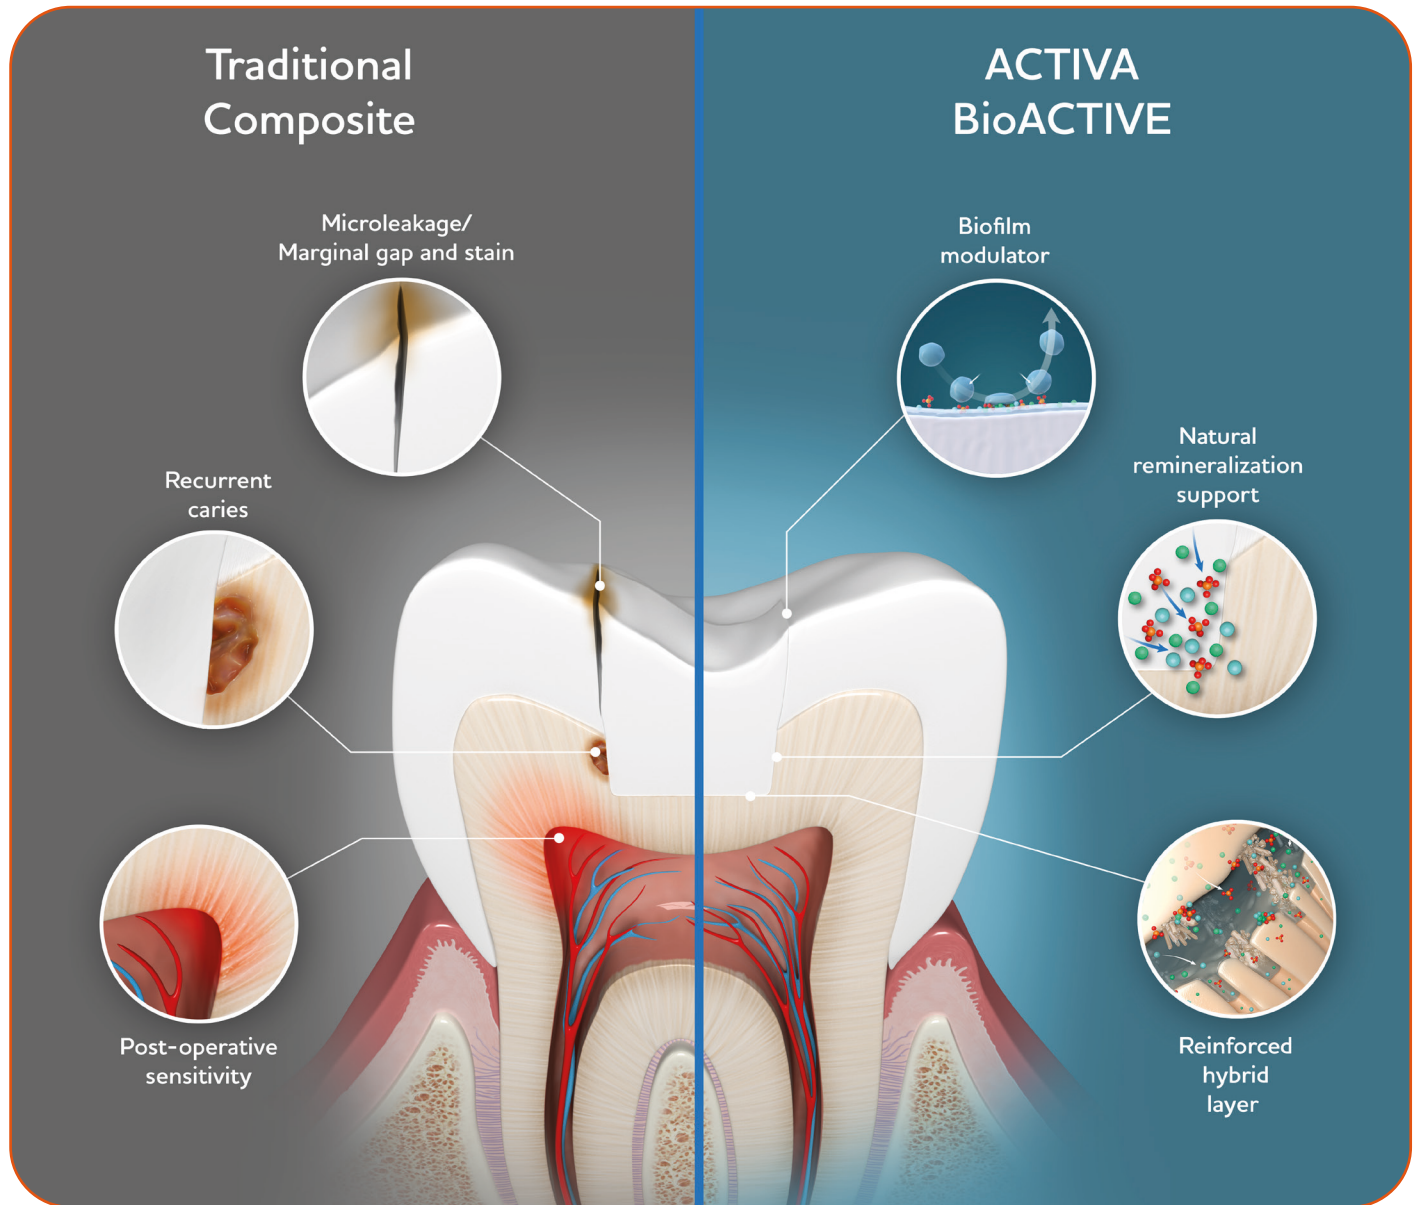 Traditional
Composite
Microleakage/
Marginal gap and stain
Recurrent
caries
Post-operative
sensitivity
ACTIVA
BioACTIVE
Biofilm
modulator
Natural
remineralization
support
Reinforced
hybrid
layer